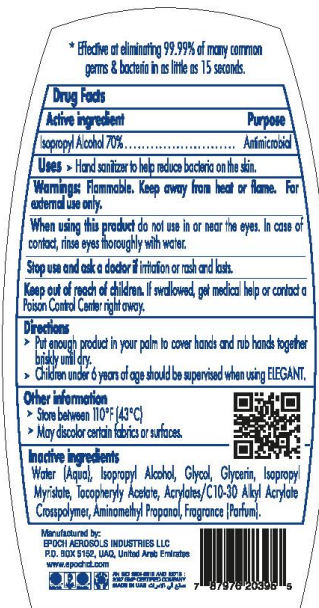 * Effective at eliminating 99.99% of many common
germs & bacteria in as little as 15 seconds.
Drug Facts
Active ingredient Purpose
Isopropyl Alcohol 70%.......................... Antimicrobial
Uses > Hand sanitizer to help reduce bacteria on the skin.
Warnings: Flammable. Keep away from heat or flame. For
external use only.
When using this product do not use in or near the eyes. In case of
contact, rinse eyes thoroughly with water.
Stop use and ask a doctor if irritation or rash and lasts.
Keep out of reach of children. If swallowed, get medical help or contact a
Poison Control Center right away.
Directions
> Put enough product in your palm to cover hands and rub hands together
briskly until dry.
> Children under 6 years of age should be supervised when using ELEGANT.
Other information
> Store between 110°F (43°C)
> May discolor certain fabrics or surfaces.
Inactive ingredients
Water (Aqua), Isopropyl Alcohol, Glycol, Glycerin, Isopropyl
Myristate, Tocopheryly Acetate, Acrylates/C10-30 Alkyl Acrylate
Crosspolymer, Aminomethyl Propanol, Fragrance (Parfum).
Manufactured by:
EPOCH AEROSOLS INDUSTRIES LLC
P.O. BOX 5152, UAQ, United Arab Emirates
www.epochcl.com
MADE IN UAE صنع في الإمارات
7 87976 20395 5